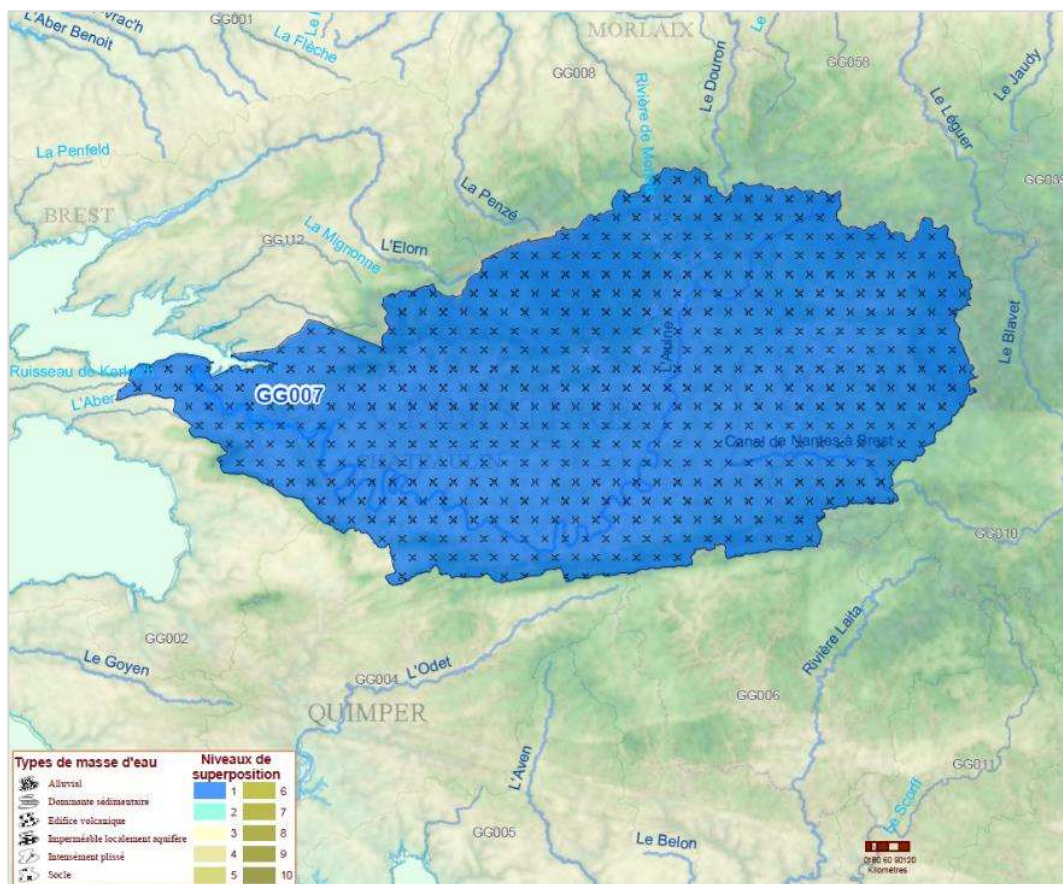 vrac'h
GG001
L'Aber Benoit
La Flèche
MORLAIX
GG008
GG058
Le Douron
Le Jaudy
Le Léguer
La Penfeld
Rivière de Morlaix
BREST
La Penzé
L'Elorn
La Mignonne
GG112
L'Aulne
Le Blavet
Ruisseau de Kerloc'h
L'Aber
GG007
Canal de Nantes à Brest
CHATEAULIN
GG010
GG002
Le Goyen
L'Odet
GG004
Rivière Laïta
GG006
QUIMPER
L'Aven
GG011
Le Scorff
GG005
Le Belon
Types de masse d'eau
Alluvial
Dominante sédimentaire
Edifice volcanique
Imperméable localement aquifère
Intensément plissé
Socle
Niveaux de
superposition
1 6
2 7
3 8
4 9
5 10
Kilomètres